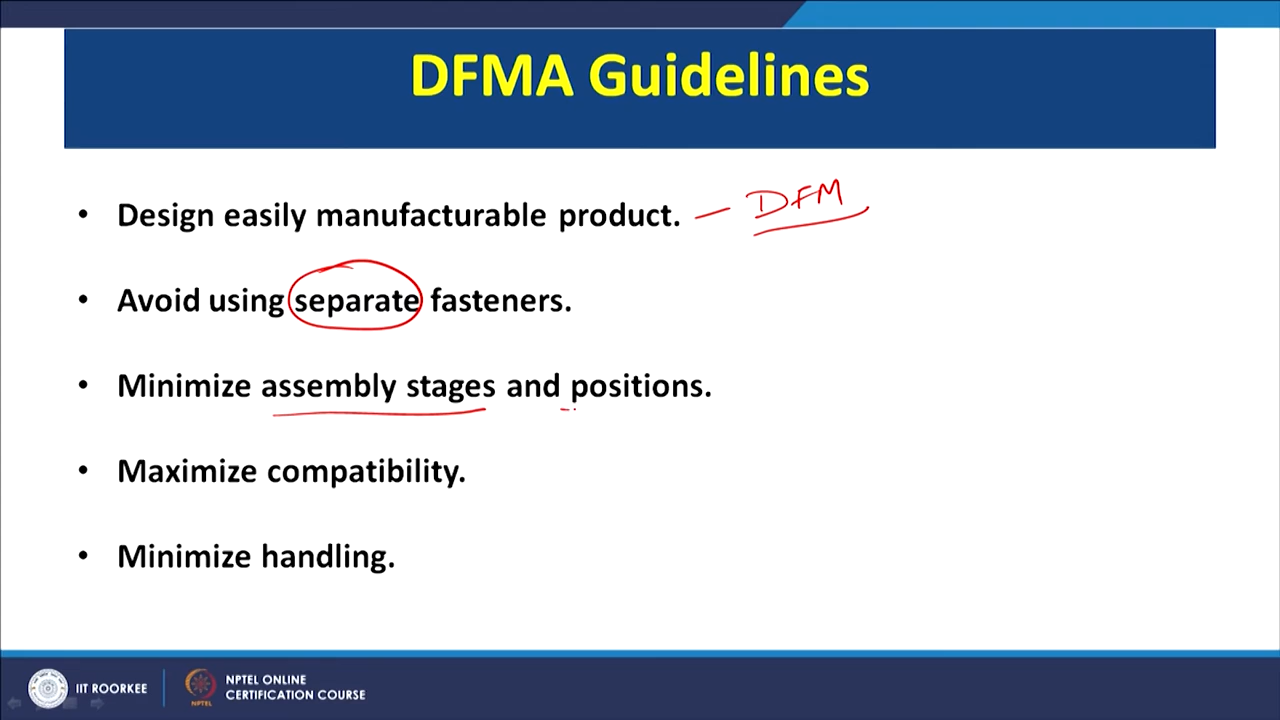 DFMA Guidelines
• Design easily manufacturable product. — DFM
• Avoid using separate fasteners.
• Minimize assembly stages and positions.
• Maximize compatibility.
• Minimize handling.
IIT ROORKEE
NPTEL
NPTEL ONLINE
CERTIFICATION COURSE